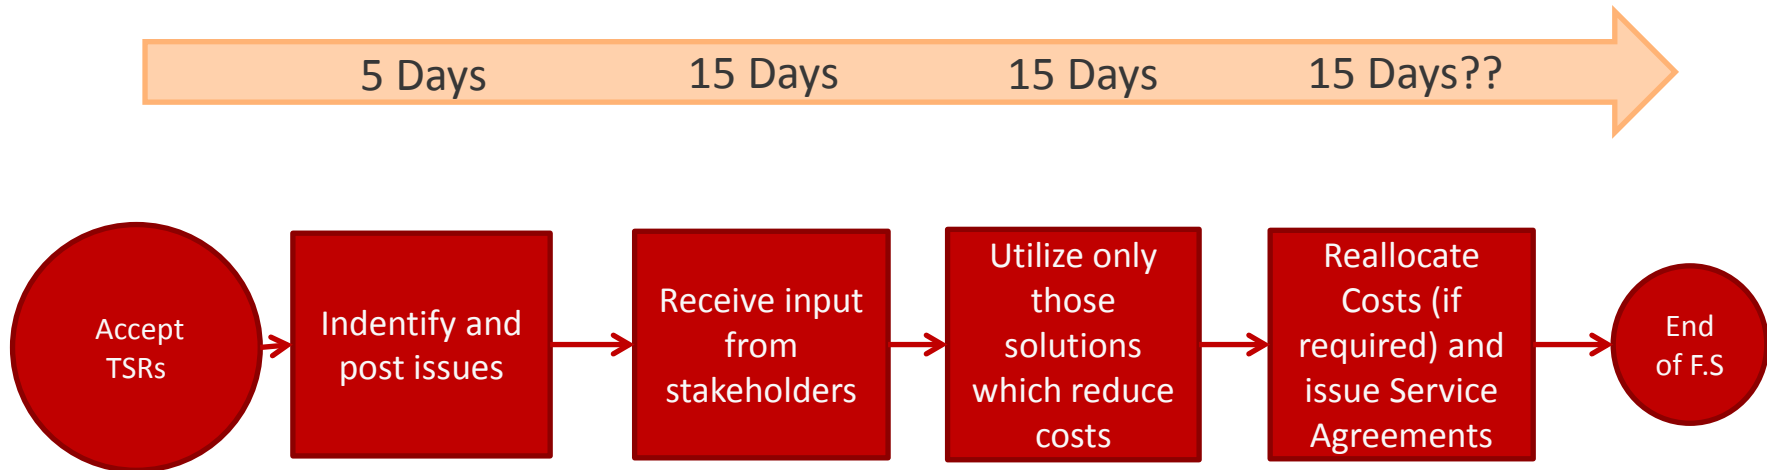 5 Days
15 Days
15 Days
15 Days??
Accept
TSRs
Indentify and
post issues
Receive input
from
stakeholders
Utilize only
those
solutions
which reduce
costs
Reallocate
Costs (if
required) and
issue Service
Agreements
End
of F.S